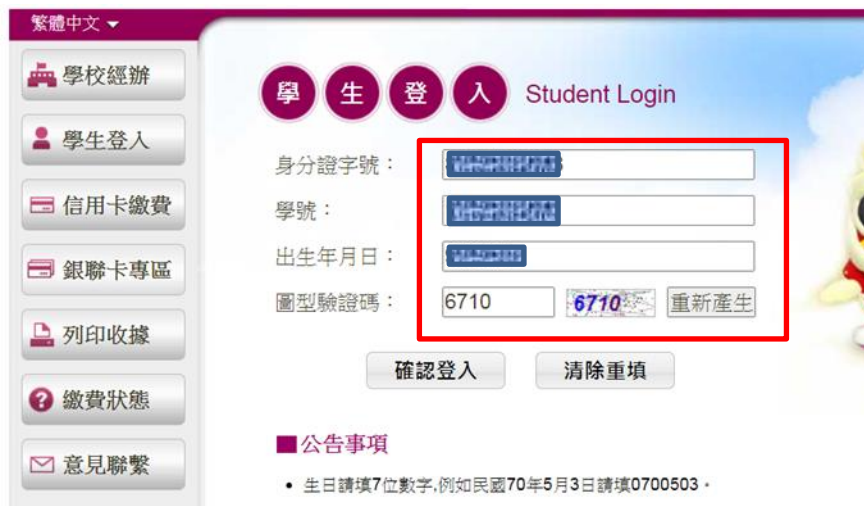 繁體中文
學校經辦
學生登入
信用卡繳費
銀聯卡專區
列印收據
繳費狀態
意見聯繫
學生登入 Student Login
身分證字號：
學號：
出生年月日：
圖型驗證碼： 6710 6710 重新產生
確認登入 清除重填
公告事項
• 生日請填7位數字,例如民國70年5月3日請填0700503。